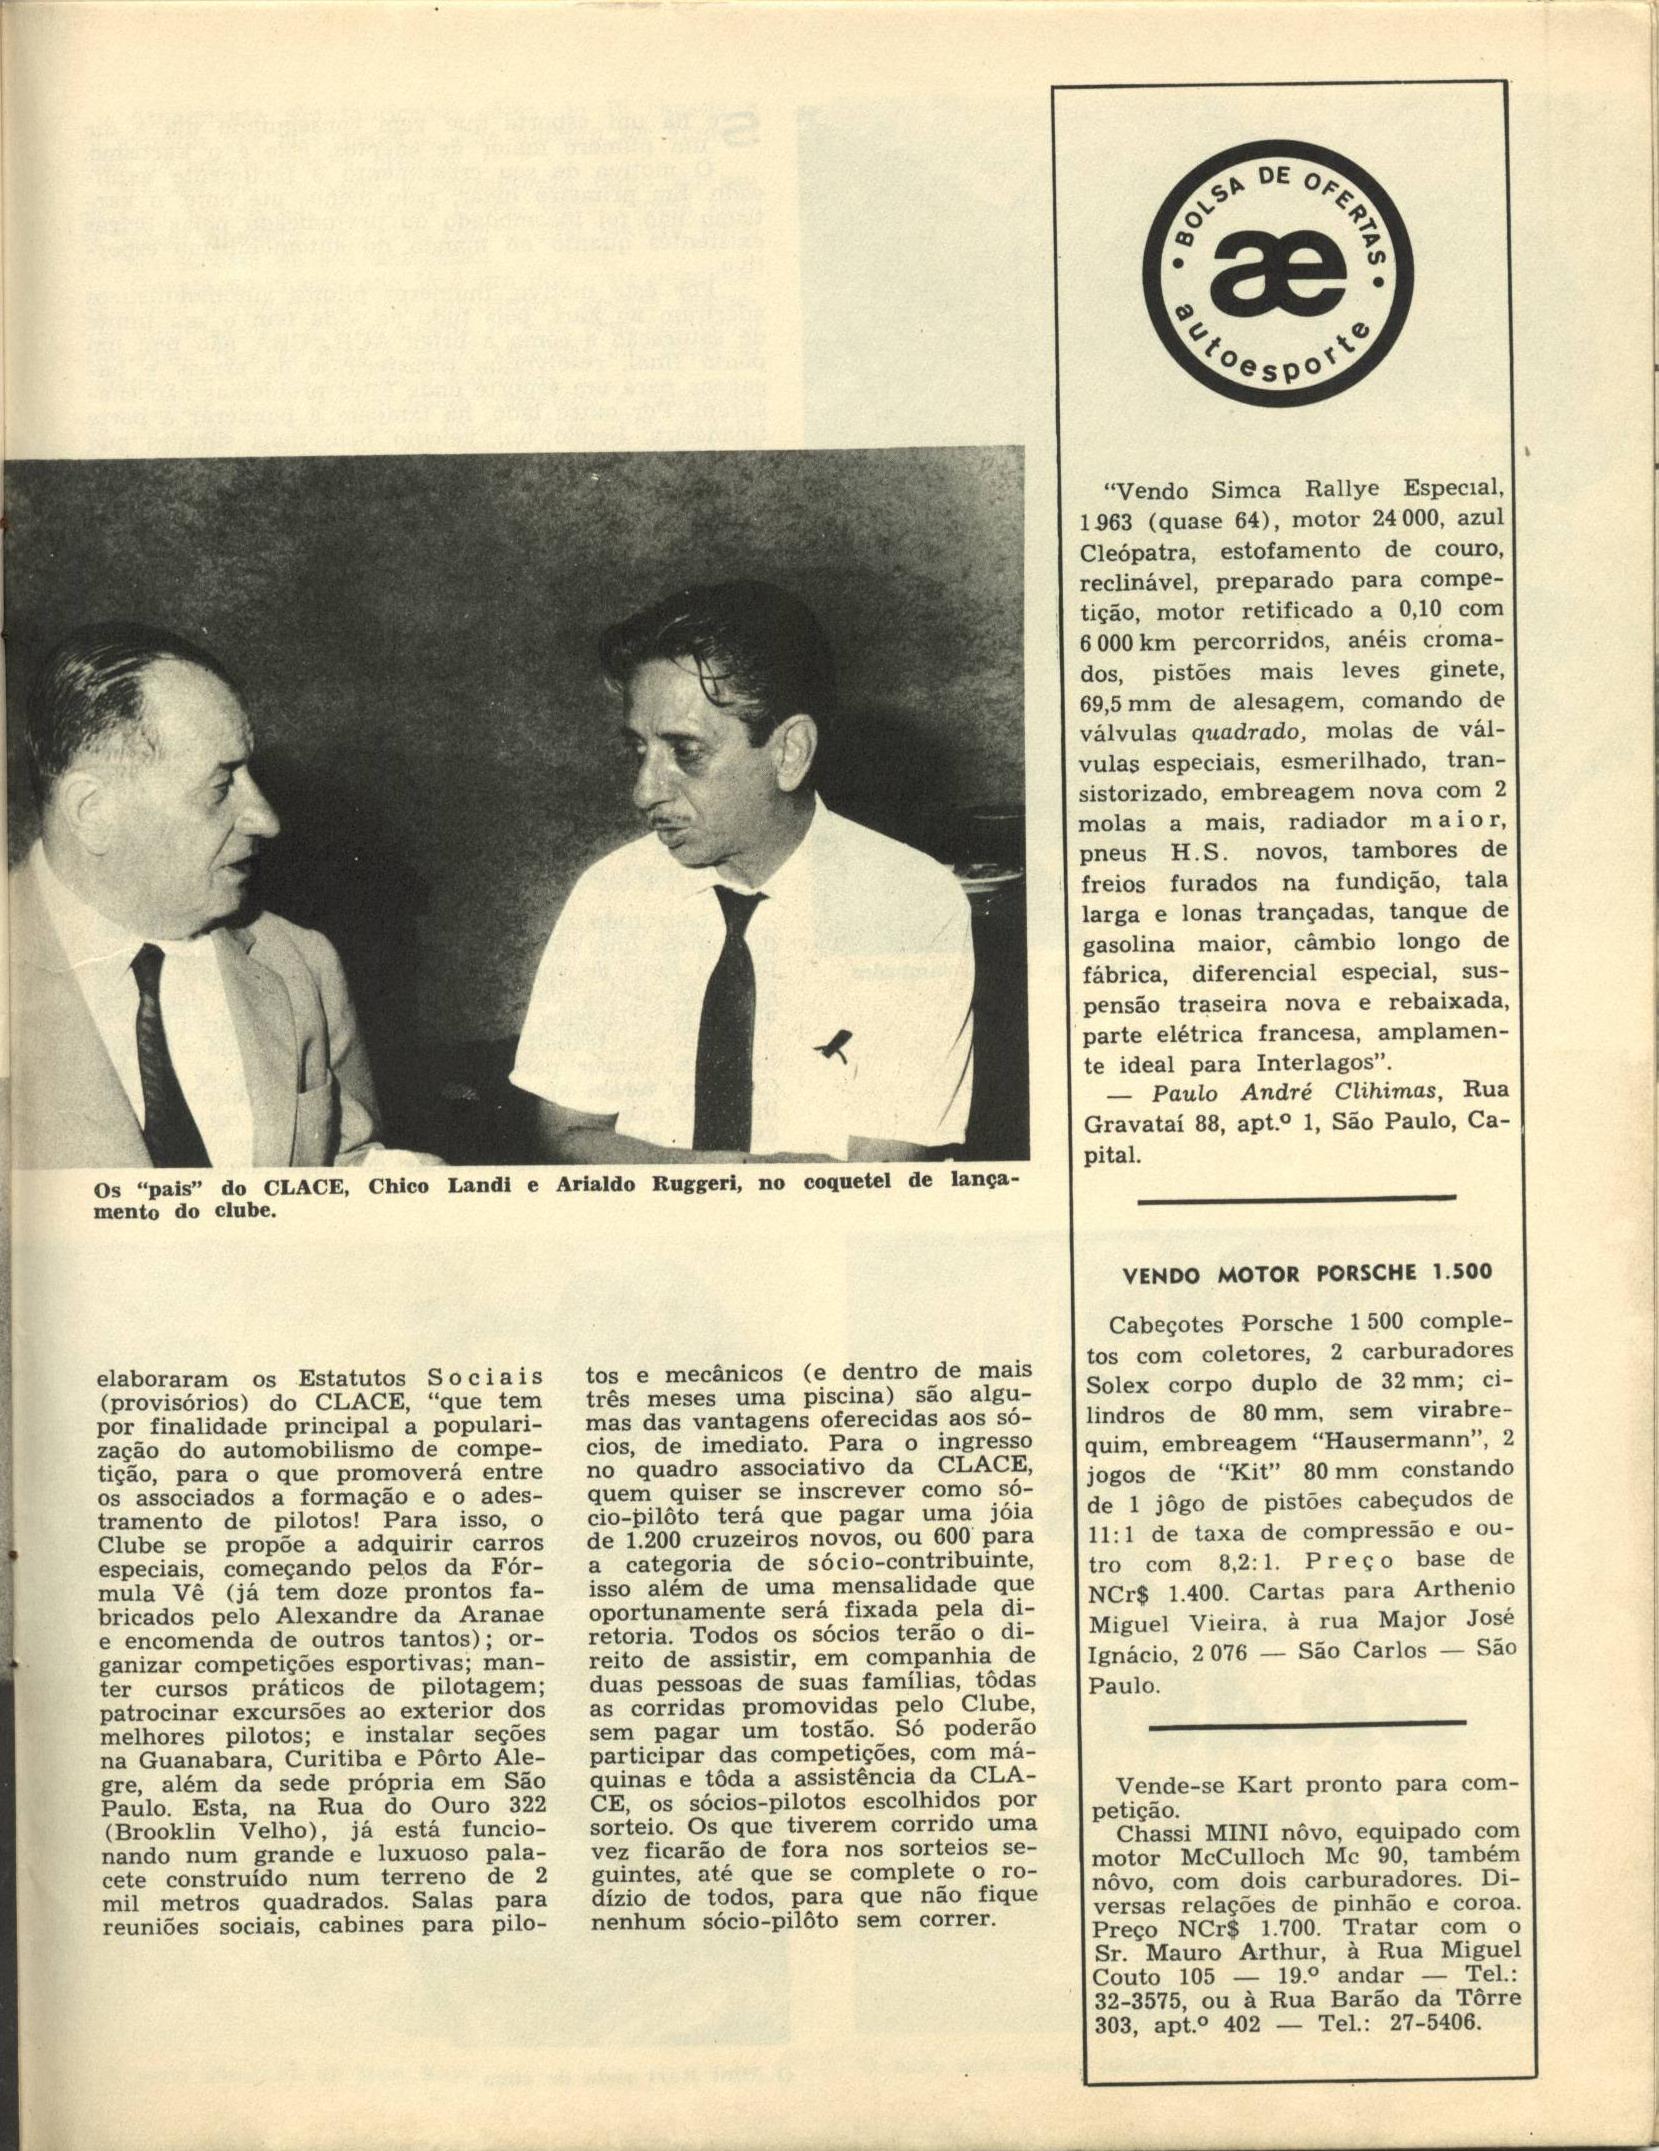 Os “pais” do CLACE, Chico Landi e Arialdo Ruggeri, no coquetel de lança-
mento do clube.
elaboraram os Estatutos Sociais
(provisórios) do CLACE, “que tem
por finalidade principal a populari-
zação do automobilismo de compe-
tição, para o que promoverá entre
os associados a formação e o ades-
tramento de pilotos! Para isso, o
Clube se propõe a adquirir carros
especiais, começando pelos da Fór-
mula Vê (já tem doze prontos fa-
bricados pelo Alexandre da Aranae
e encomenda de outros tantos); or-
ganizar competições esportivas; man-
ter cursos práticos de pilotagem;
patrocinar excursões ao exterior dos
melhores pilotos; e instalar seções
na Guanabara, Curitiba e Pôrto Ale-
gre, além da sede própria em São
Paulo. Esta, na Rua do Ouro 322
(Brooklin Velho), já está funcio-
nando num grande e luxuoso pala-
cete construído num terreno de 2
mil metros quadrados. Salas para
reuniões sociais, cabines para pilo-
tos e mecânicos (e dentro de mais
três meses uma piscina) são algu-
mas das vantagens oferecidas aos só-
cios, de imediato. Para o ingresso
no quadro associativo da CLACE,
quem quiser se inscrever como só-
cio-pilôto terá que pagar uma jóia
de 1.200 cruzeiros novos, ou 600 para
a categoria de sócio-contribuinte,
isso além de uma mensalidade que
oportunamente será fixada pela di-
retoria. Todos os sócios terão o di-
reito de assistir, em companhia de
duas pessoas de suas famílias, tôdas
as corridas promovidas pelo Clube,
sem pagar um tostão. Só poderão
participar das competições, com má-
quinas e tôda a assistência da CLA-
CE, os sócios-pilotos escolhidos por
sorteio. Os que tiverem corrido uma
vez ficarão de fora nos sorteios se-
guintes, até que se complete o ro-
dízio de todos, para que não fique
nenhum sócio-pilôto sem correr.
• BOLSA DE OFERTAS •
ae
autoesporte
“Vendo Simca Rallye Especial,
1963 (quase 64), motor 24 000, azul
Cleópatra, estofamento de couro,
reclinável, preparado para compe-
tição, motor retificado a 0,10 com
6 000 km percorridos, anéis croma-
dos, pistões mais leves ginete,
69,5 mm de alesagem, comando de
válvulas quadrado, molas de vál-
vulas especiais, esmerilhado, tran-
sistorizado, embreagem nova com 2
molas a mais, radiador maior,
pneus H.S. novos, tambores de
freios furados na fundição, tala
larga e lonas trançadas, tanque de
gasolina maior, câmbio longo de
fábrica, diferencial especial, sus-
pensão traseira nova e rebaixada,
parte elétrica francesa, amplamen-
te ideal para Interlagos”.
— Paulo André Clihimas, Rua
Gravataí 88, apt.º 1, São Paulo, Ca-
pital.
VENDO MOTOR PORSCHE 1.500
Cabeçotes Porsche 1 500 comple-
tos com coletores, 2 carburadores
Solex corpo duplo de 32 mm; ci-
lindros de 80 mm, sem virabre-
quim, embreagem “Hausermann”, 2
jogos de “Kit” 80 mm constando
de 1 jôgo de pistões cabeçudos de
11:1 de taxa de compressão e ou-
tro com 8,2:1. Preço base de
NCr$ 1.400. Cartas para Arthenio
Miguel Vieira, à rua Major José
Ignácio, 2 076 — São Carlos — São
Paulo.
Vende-se Kart pronto para com-
petição.
Chassi MINI nôvo, equipado com
motor McCulloch Mc 90, também
nôvo, com dois carburadores. Di-
versas relações de pinhão e coroa.
Preço NCr$ 1.700. Tratar com o
Sr. Mauro Arthur, à Rua Miguel
Couto 105 — 19.º andar — Tel.:
32-3575, ou à Rua Barão da Tôrre
303, apt.º 402 — Tel.: 27-5406.